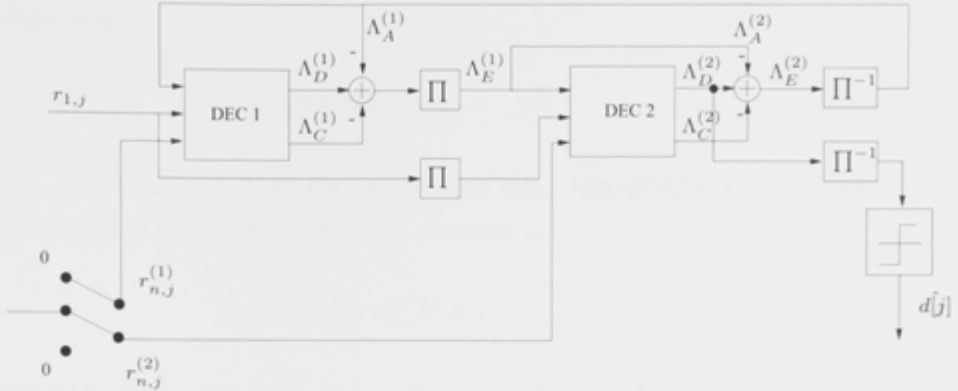 Λ_A^(1)
Λ_A^(2)
-
-
Λ_D^(1)
Λ_E^(1)
Λ_D^(2)
Λ_E^(2)
r_{1,j}
DEC 1
∏
DEC 2
∏^{-1}
Λ_C^(1)
-
Λ_C^(2)
-
∏
∏^{-1}
0
r_{n,j}^(1)
d[ĵ]
0
r_{n,j}^(2)